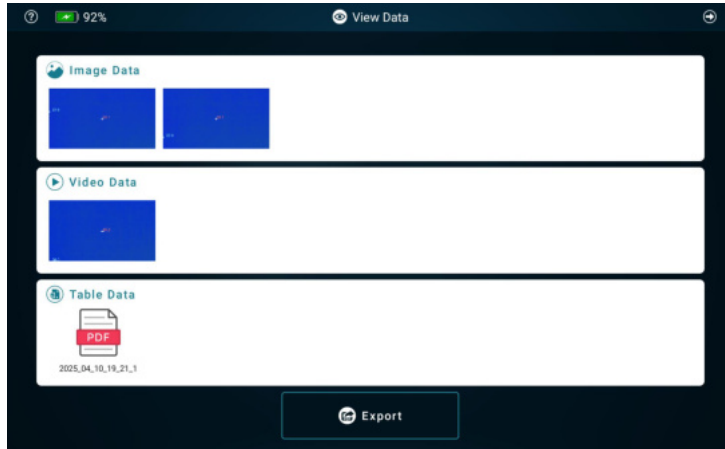 92%
View Data
Image Data
Video Data
Table Data
PDF
2025_04_10_19_21_1
Export